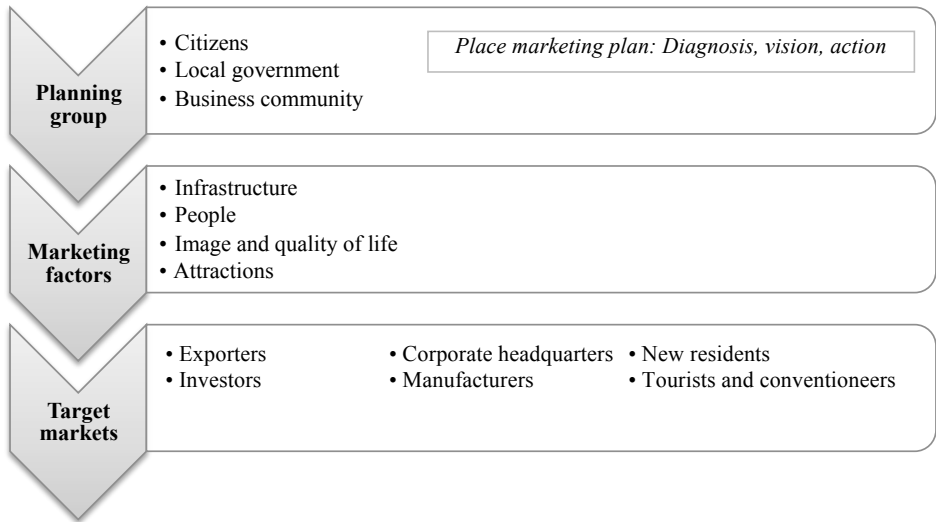 Planning
group
• Citizens
• Local government
• Business community
Place marketing plan: Diagnosis, vision, action
Marketing
factors
• Infrastructure
• People
• Image and quality of life
• Attractions
Target
markets
• Exporters
• Investors
• Corporate headquarters
• Manufacturers
• New residents
• Tourists and conventioneers